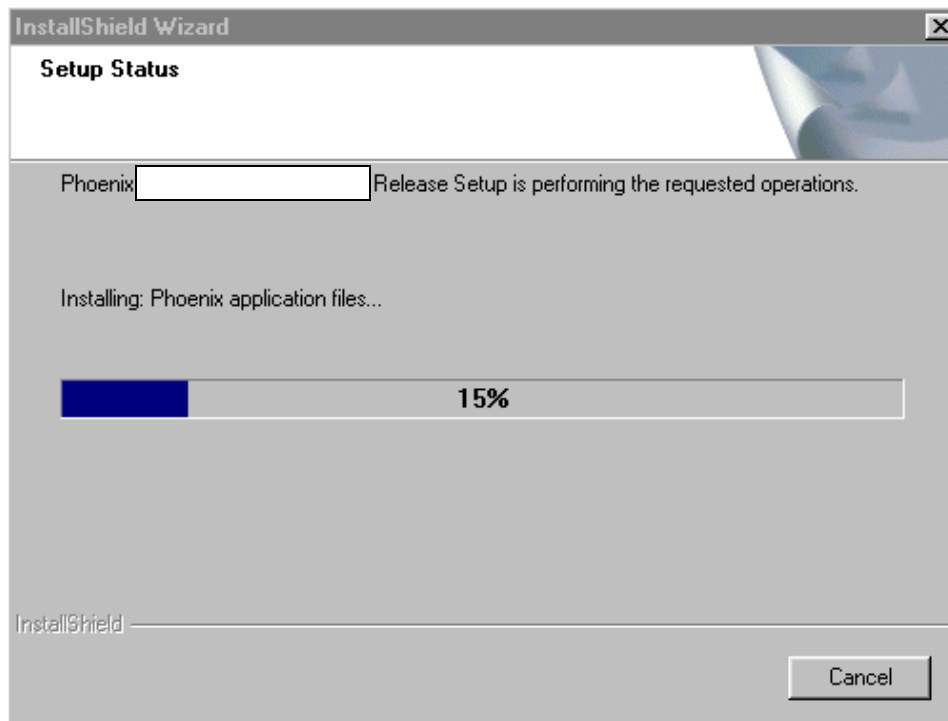 InstallShield Wizard
Setup Status
Phoenix Release Setup is performing the requested operations.
Installing: Phoenix application files...
15%
InstallShield
Cancel